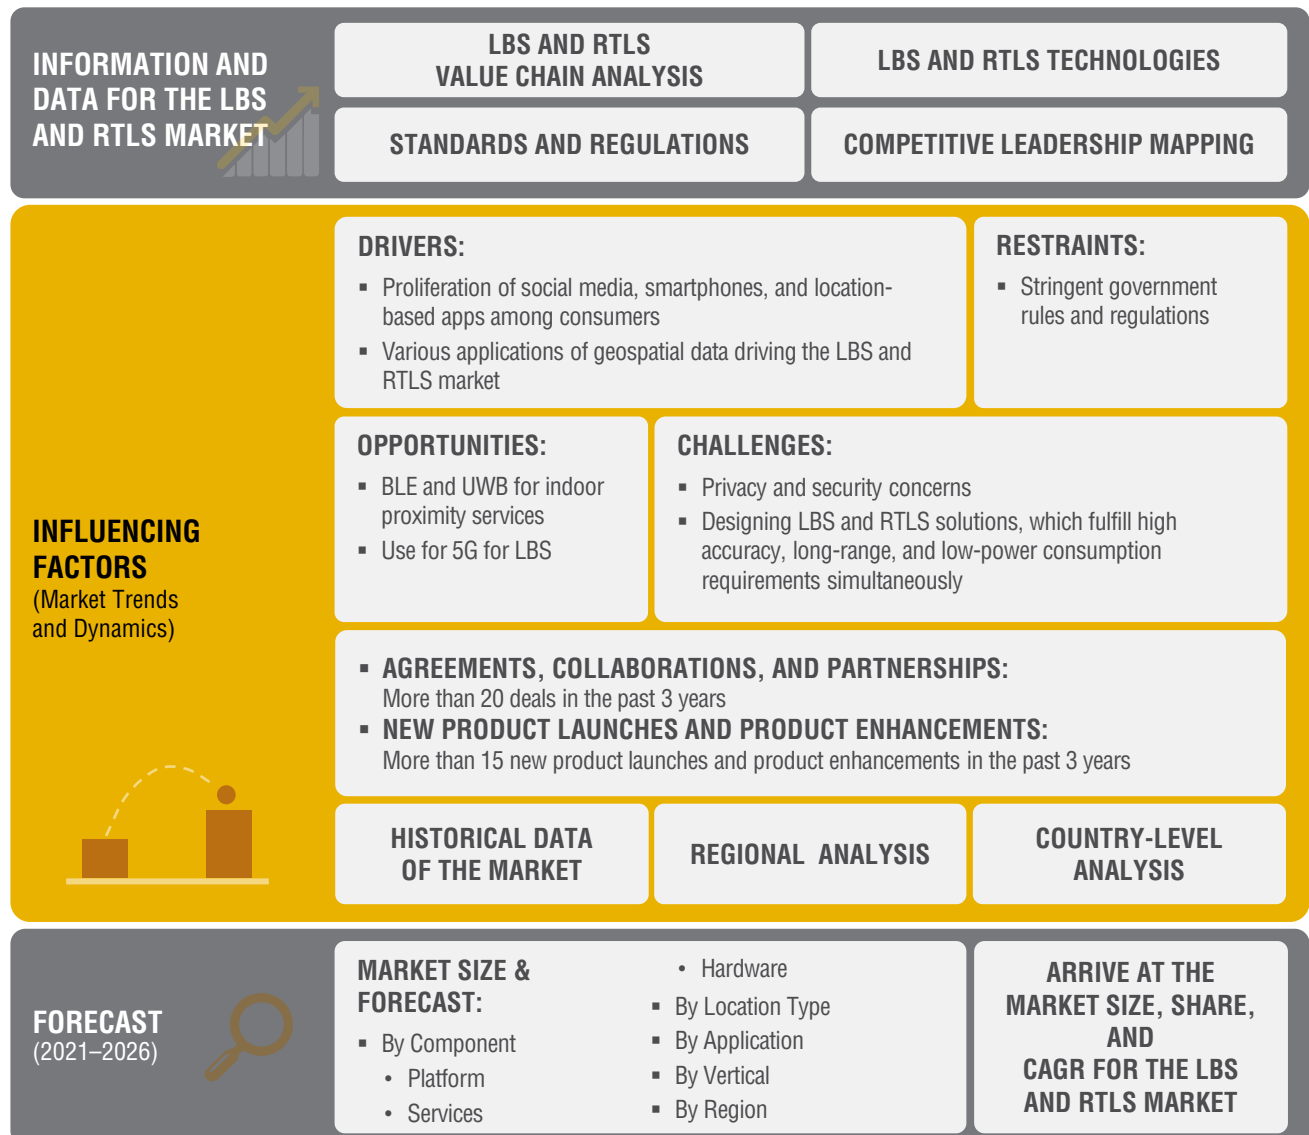 INFORMATION AND
DATA FOR THE LBS
AND RTLS MARKET
LBS AND RTLS
VALUE CHAIN ANALYSIS
LBS AND RTLS TECHNOLOGIES
STANDARDS AND REGULATIONS
COMPETITIVE LEADERSHIP MAPPING
INFLUENCING
FACTORS
(Market Trends
and Dynamics)
DRIVERS:
▪ Proliferation of social media, smartphones, and location-
based apps among consumers
▪ Various applications of geospatial data driving the LBS and
RTLS market
RESTRAINTS:
▪ Stringent government
rules and regulations
OPPORTUNITIES:
▪ BLE and UWB for indoor
proximity services
▪ Use for 5G for LBS
CHALLENGES:
▪ Privacy and security concerns
▪ Designing LBS and RTLS solutions, which fulfill high
accuracy, long-range, and low-power consumption
requirements simultaneously
▪ AGREEMENTS, COLLABORATIONS, AND PARTNERSHIPS:
More than 20 deals in the past 3 years
▪ NEW PRODUCT LAUNCHES AND PRODUCT ENHANCEMENTS:
More than 15 new product launches and product enhancements in the past 3 years
HISTORICAL DATA
OF THE MARKET
REGIONAL ANALYSIS
COUNTRY-LEVEL
ANALYSIS
FORECAST
(2021–2026)
MARKET SIZE &
FORECAST:
▪ By Component
• Platform
• Services
• Hardware
▪ By Location Type
▪ By Application
▪ By Vertical
▪ By Region
ARRIVE AT THE
MARKET SIZE, SHARE,
AND
CAGR FOR THE LBS
AND RTLS MARKET